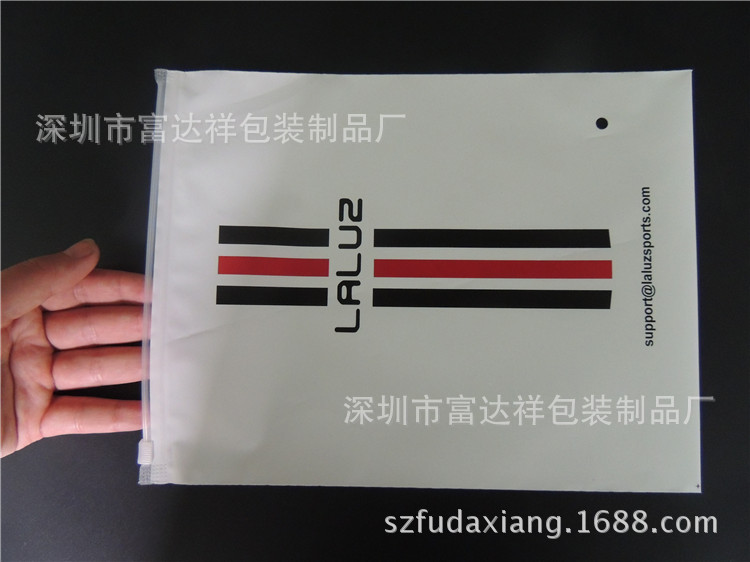 深圳市富达祥包装制品厂
LALUZ
support@laluzsports.com
深圳市富达祥包装制品厂
szfudaxiang.1688.com